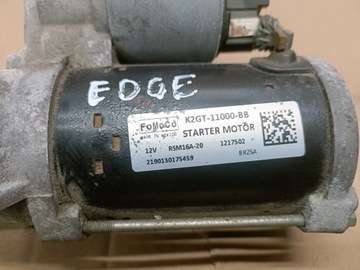 EDGE
FoMoCo K2GT-11000-BB
MADE IN MEXICO STARTER MOTOR
12V RSM16A-20 1217502
2190130175459 BRZSA